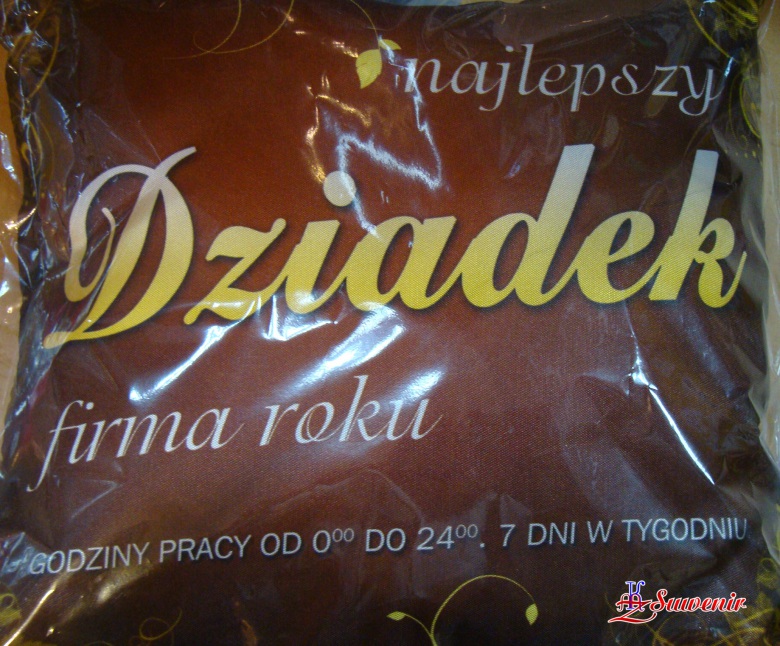 najlepszy
Dziadek
firma roku
GODZINY PRACY OD 0⁰⁰ DO 24⁰⁰. 7 DNI W TYGODNIU
Suwenir